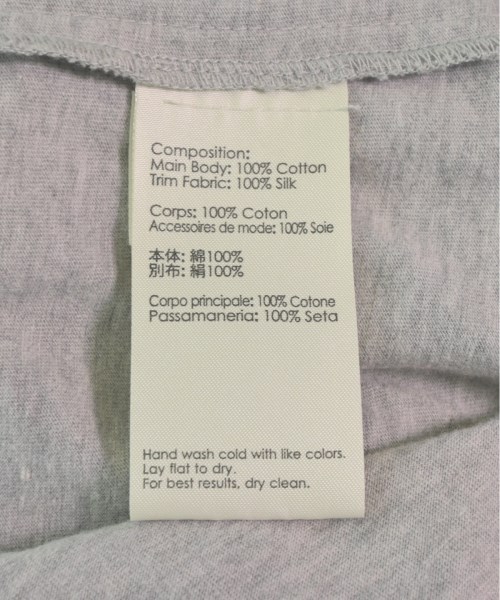 Composition:
Main Body: 100% Cotton
Trim Fabric: 100% Silk
Corps: 100% Coton
Accessoires de mode: 100% Soie
本体: 綿100%
別布: 絹100%
Corpo principale: 100% Cotone
Passamaneria: 100% Seta
Hand wash cold with like colors.
Lay flat to dry.
For best results, dry clean.